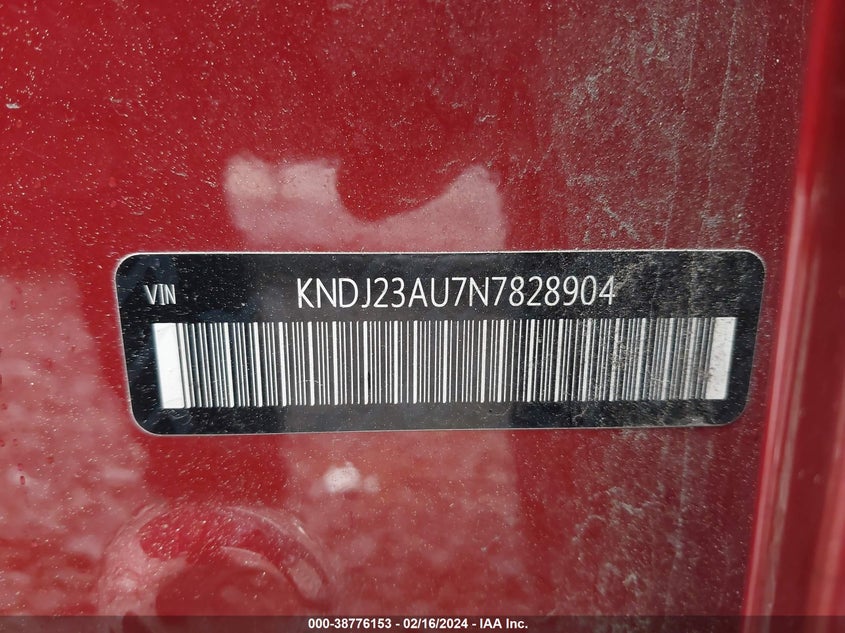 VIN KNDJ23AU7N7828904
000-38776153 - 02/16/2024 - IAA Inc.